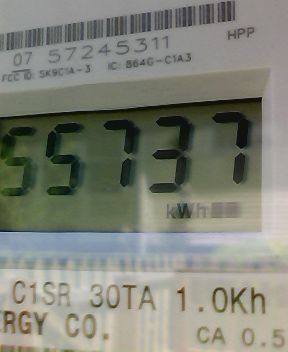 HPP
07 57245311
FCC ID: SK9C1A-3 IC: 864G-C1A3
55737
kWh
C1SR 30TA 1.0Kh
RGY CO.
CA 0.5